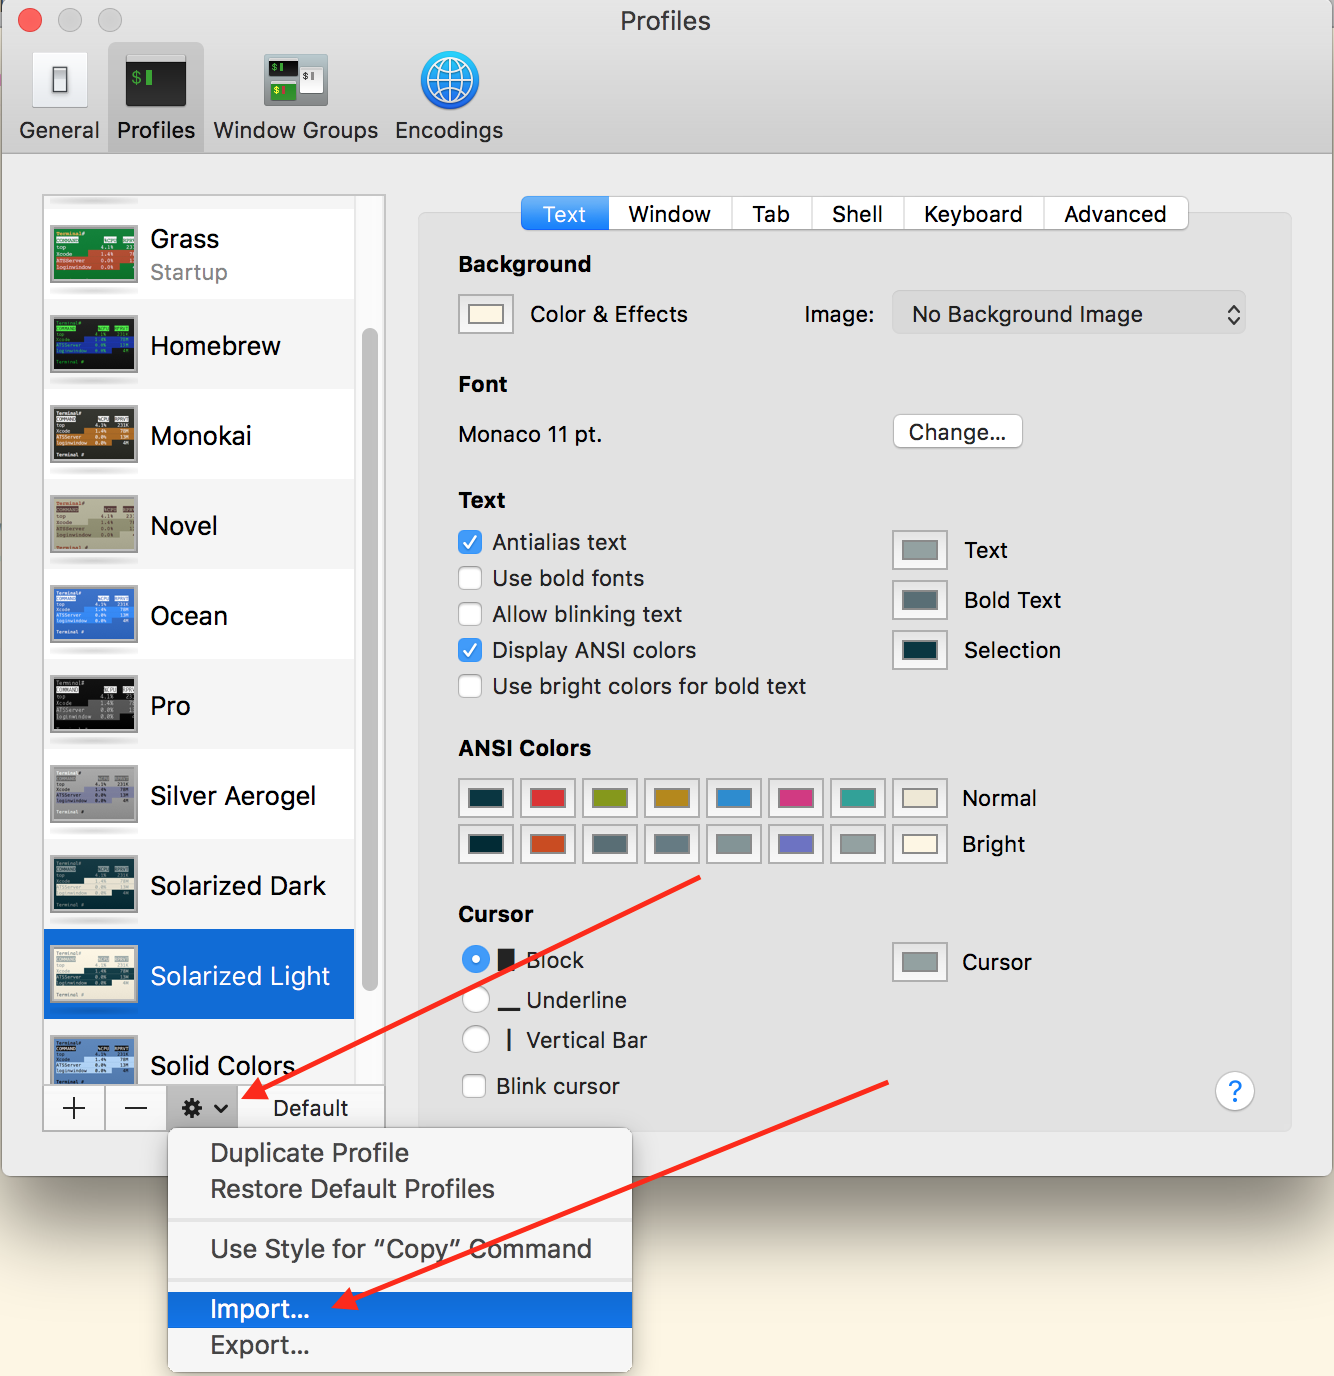 Profiles
General
Profiles
Window Groups
Encodings
Grass
Startup
Homebrew
Monokai
Novel
Ocean
Pro
Silver Aerogel
Solarized Dark
Solarized Light
Solid Colors
Default
Text
Window
Tab
Shell
Keyboard
Advanced
Background
Color & Effects
Image:
No Background Image
Font
Monaco 11 pt.
Change...
Text
Antialias text
Use bold fonts
Allow blinking text
Display ANSI colors
Use bright colors for bold text
Text
Bold Text
Selection
ANSI Colors
Normal
Bright
Cursor
Block
Underline
Vertical Bar
Blink cursor
Cursor
?
Duplicate Profile
Restore Default Profiles
Use Style for “Copy” Command
Import...
Export...